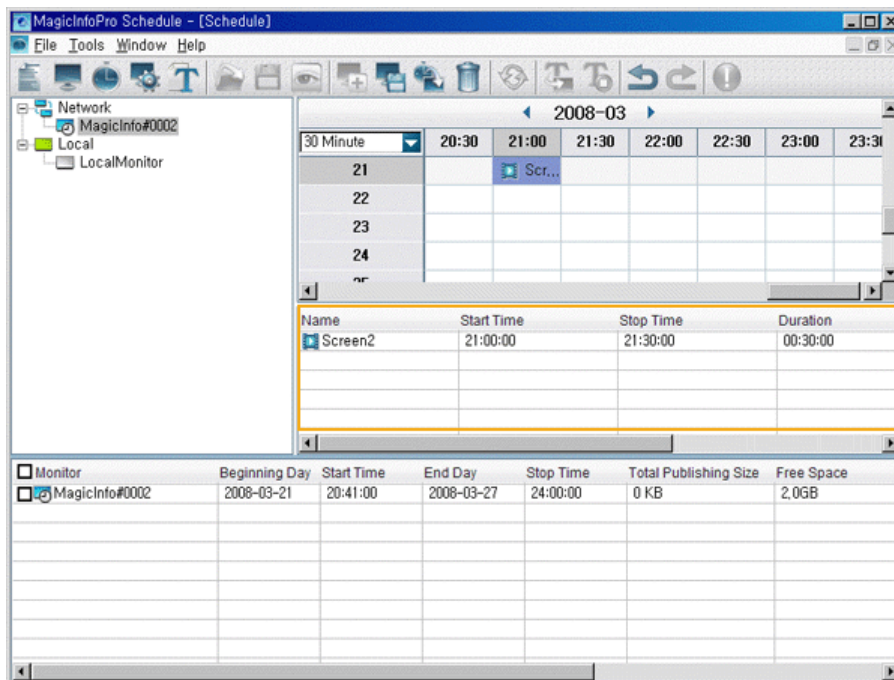 MagicInfoPro Schedule - [Schedule]
File Tools Window Help
Network
MagicInfo#0002
Local
LocalMonitor
2008-03
30 Minute 20:30 21:00 21:30 22:00 22:30 23:00 23:30
21 Scr...
22
23
24
Name Start Time Stop Time Duration
Screen2 21:00:00 21:30:00 00:30:00
Monitor Beginning Day Start Time End Day Stop Time Total Publishing Size Free Space
MagicInfo#0002 2008-03-21 20:41:00 2008-03-27 24:00:00 0 KB 2,0GB